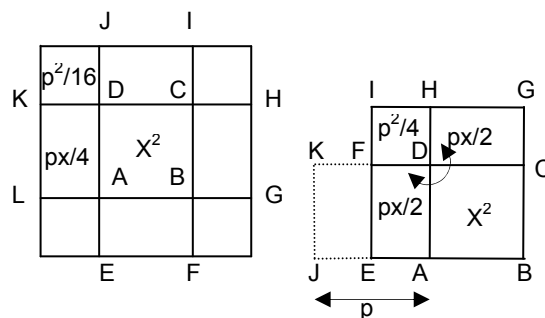 J I
p²/16 D C
K H
px/4 X²
A B
L G
E F
I H G
p²/4 px/2
K F D C
px/2 X²
J E A B
p